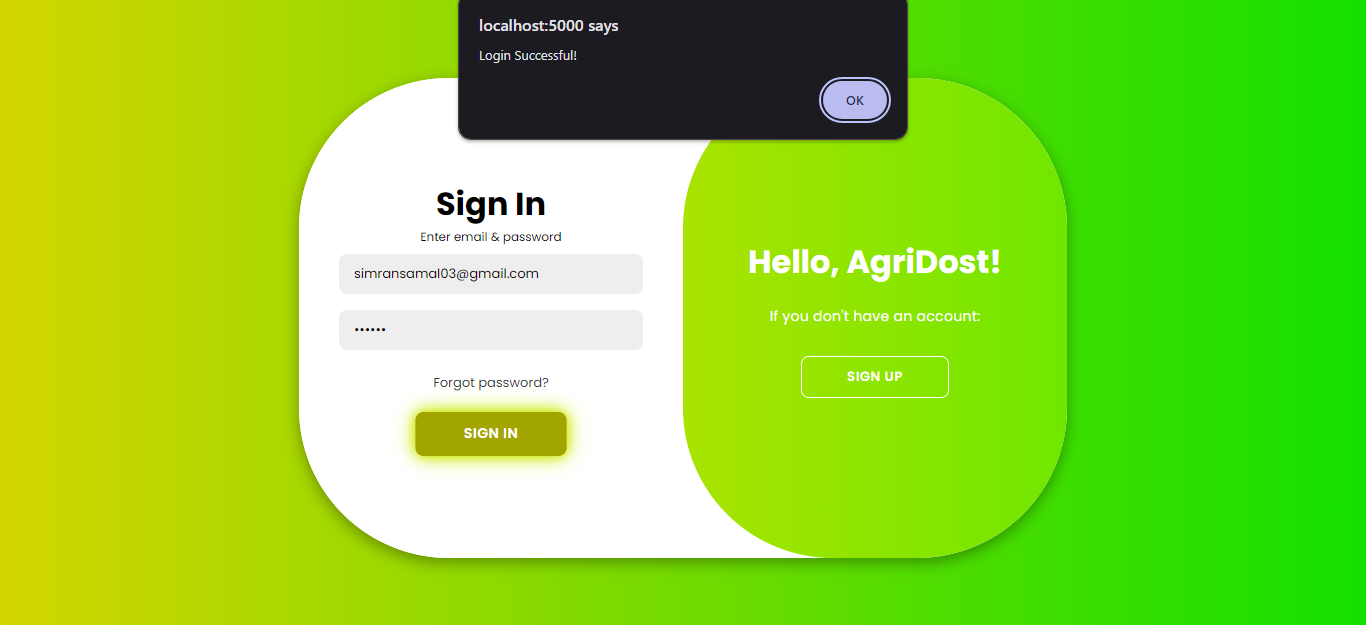 localhost:5000 says
Login Successful!
OK
Sign In
Enter email & password
simransamal03@gmail.com
••••••
Forgot password?
SIGN IN
Hello, AgriDost!
If you don't have an account:
SIGN UP